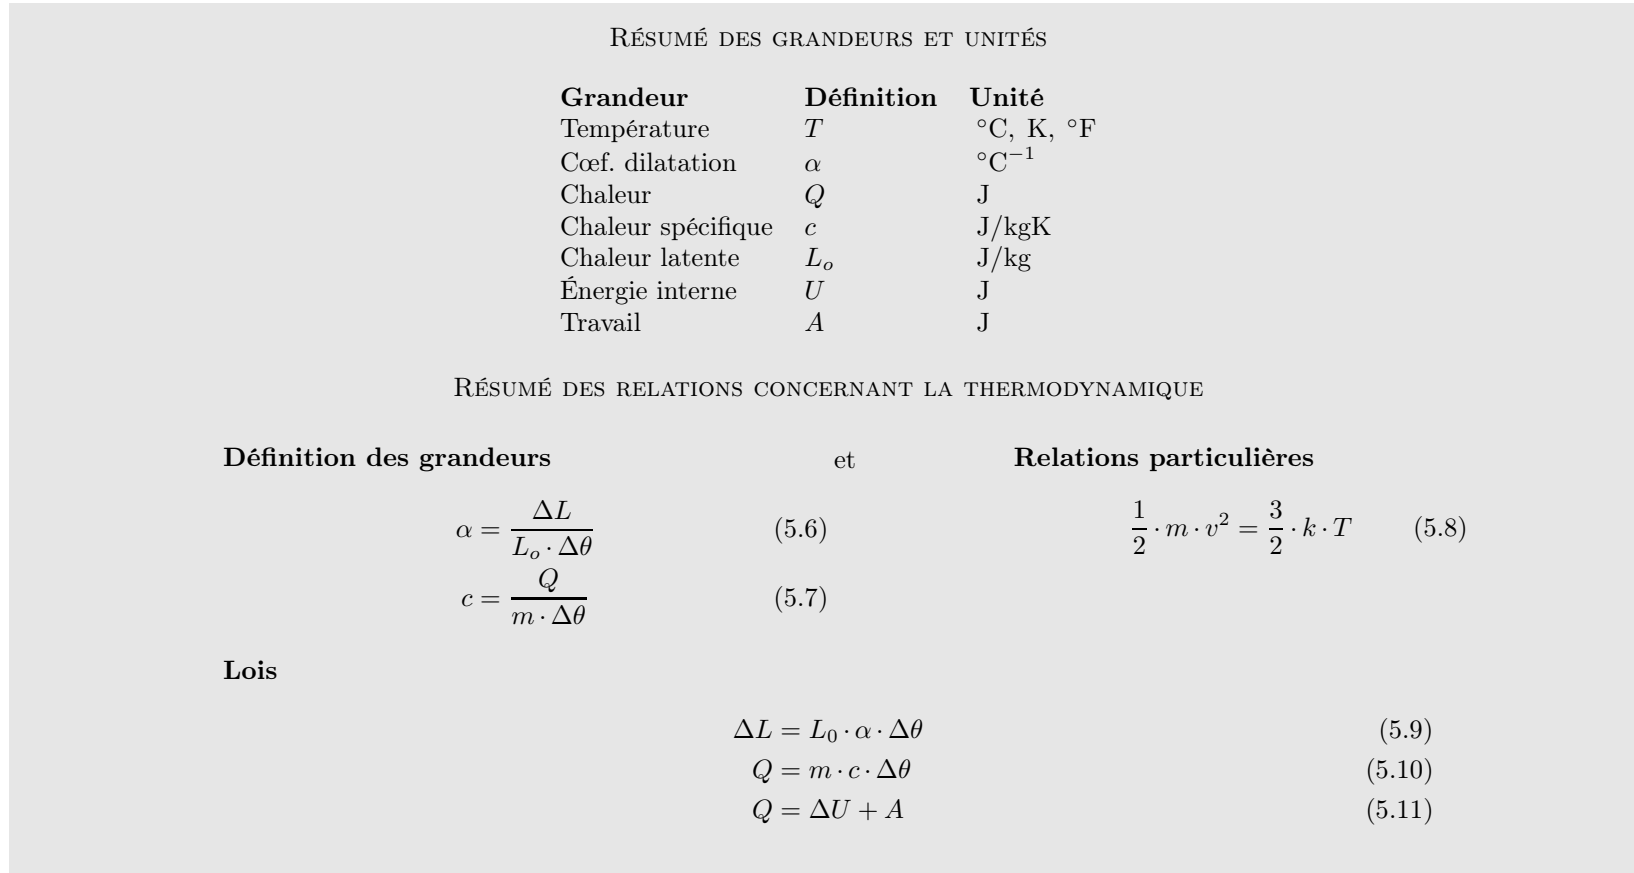 Résumé des grandeurs et unités
Grandeur Définition Unité
Température T °C, K, °F
Cœf. dilatation α °C⁻¹
Chaleur Q J
Chaleur spécifique c J/kgK
Chaleur latente Lₒ J/kg
Énergie interne U J
Travail A J
Résumé des relations concernant la thermodynamique
Définition des grandeurs et Relations particulières
α = ΔL / (Lₒ · Δθ) (5.6)
c = Q / (m · Δθ) (5.7)
1/2 · m · v² = 3/2 · k · T (5.8)
Lois
ΔL = L₀ · α · Δθ (5.9)
Q = m · c · Δθ (5.10)
Q = ΔU + A (5.11)